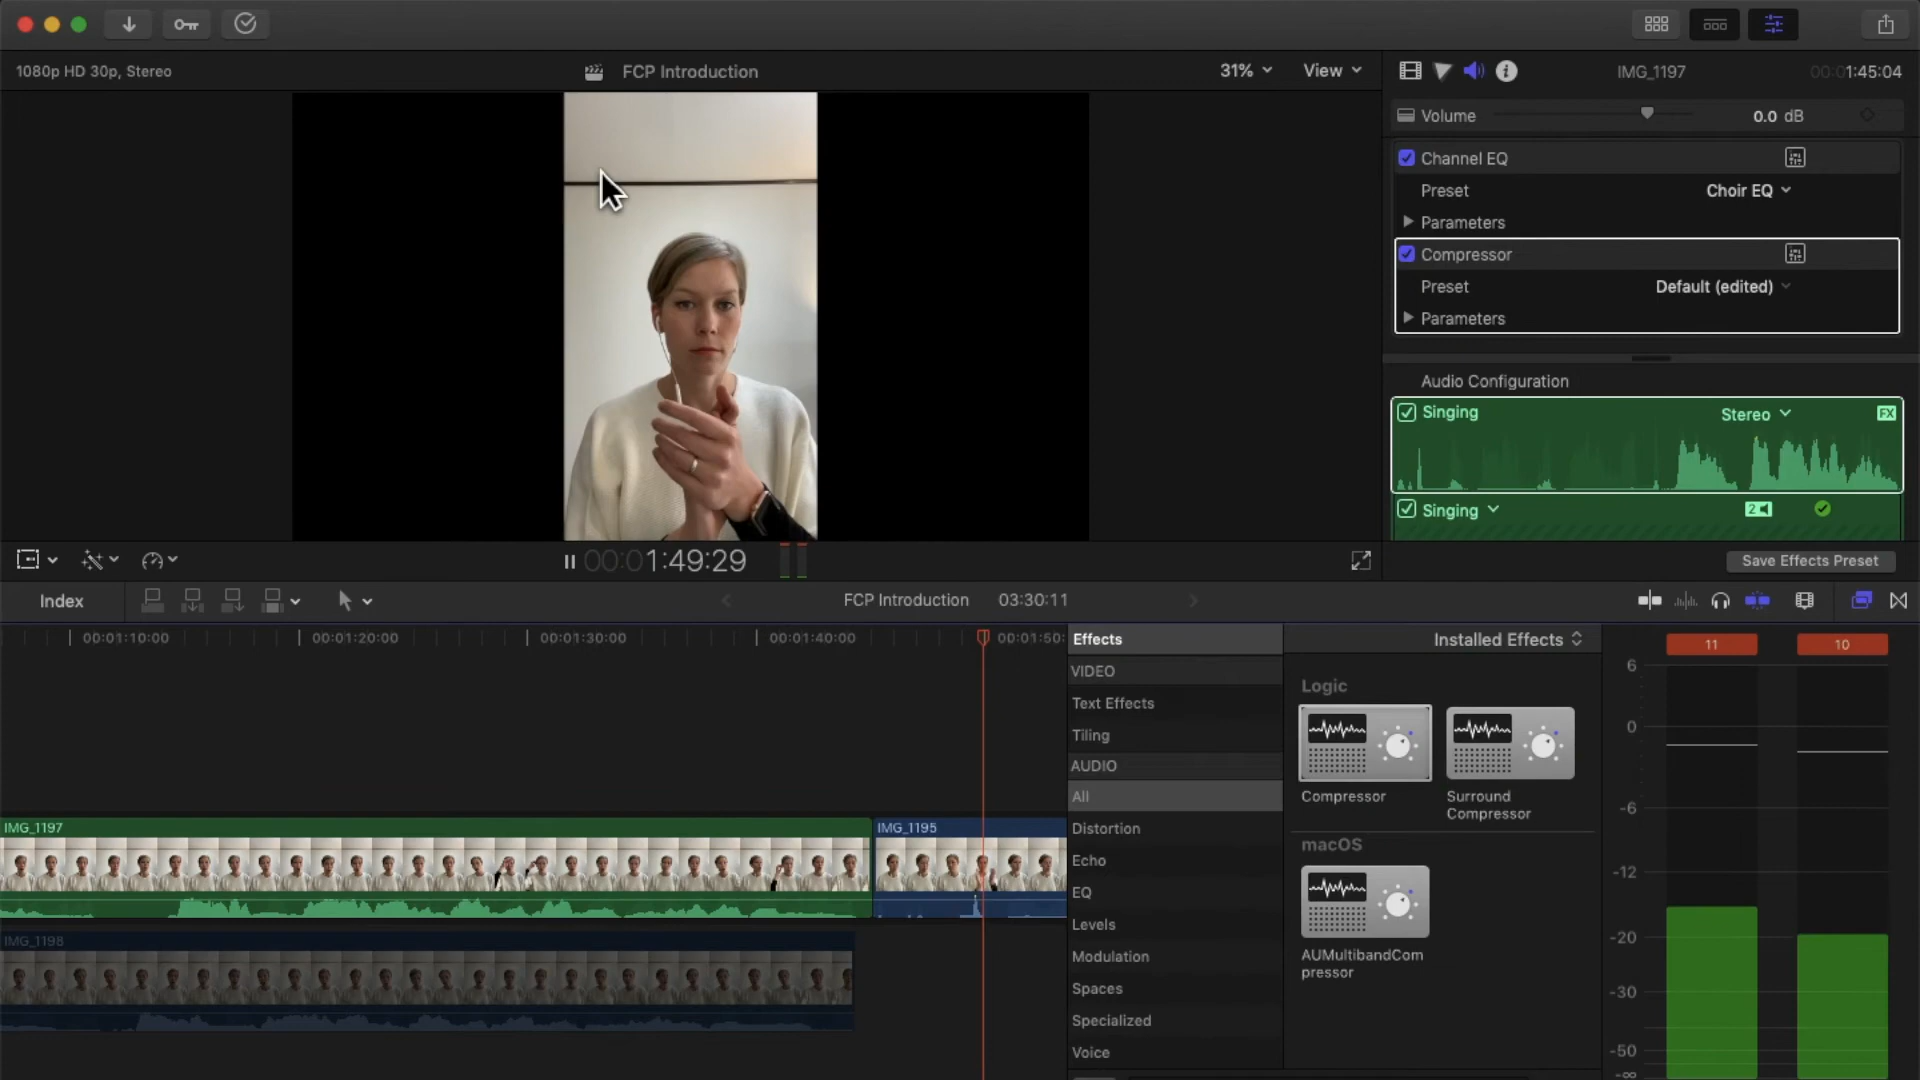 1080p HD 30p, Stereo
FCP Introduction
31%
View
IMG_1197
00:01:45:04
Volume
0.0 dB
Channel EQ
Preset
Choir EQ
Parameters
Compressor
Preset
Default (edited)
Parameters
Audio Configuration
Singing
Stereo
FX
Singing
2
00:01:49:29
Save Effects Preset
Index
FCP Introduction
03:30:11
00:01:10:00
00:01:20:00
00:01:30:00
00:01:40:00
00:01:50:
IMG_1197
IMG_1195
IMG_1198
Effects
VIDEO
Text Effects
Tiling
AUDIO
All
Distortion
Echo
EQ
Levels
Modulation
Spaces
Specialized
Voice
Installed Effects
Logic
Compressor
Surround
Compressor
macOS
AUMultibandCom
pressor
11
10
6
0
-6
-12
-20
-30
-50
-∞